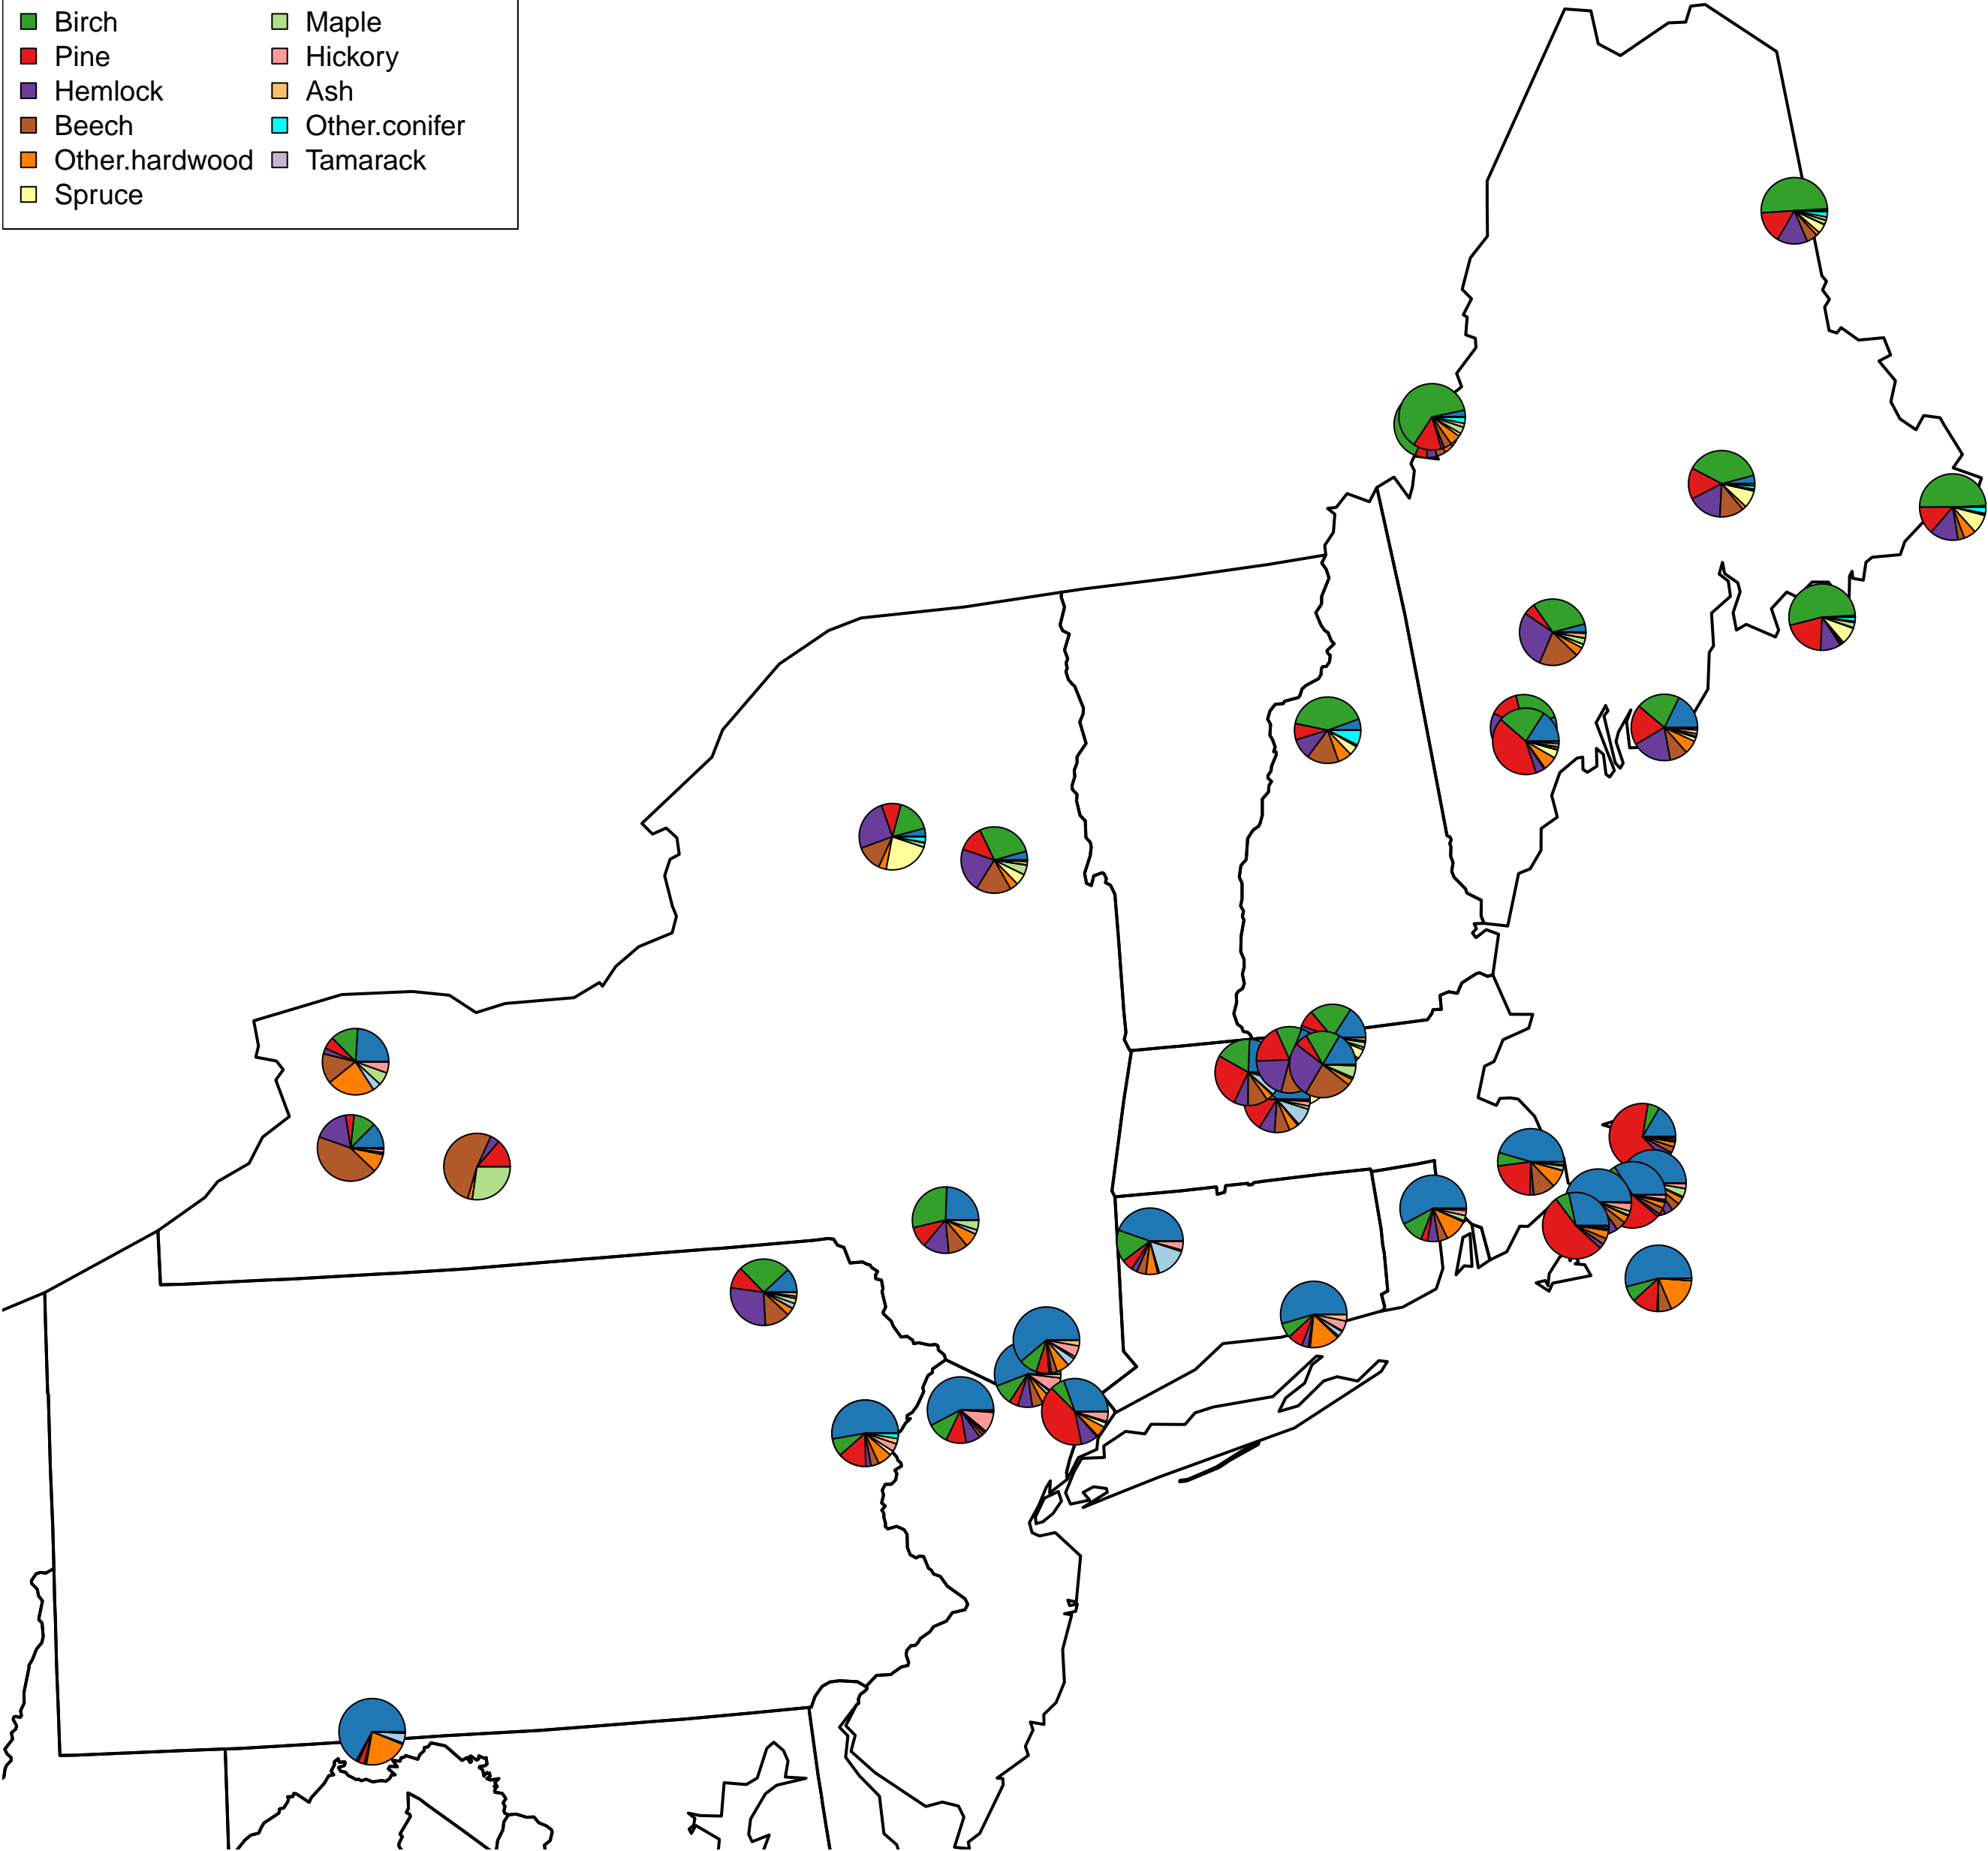 Birch
Pine
Hemlock
Beech
Other.hardwood
Spruce
Maple
Hickory
Ash
Other.conifer
Tamarack